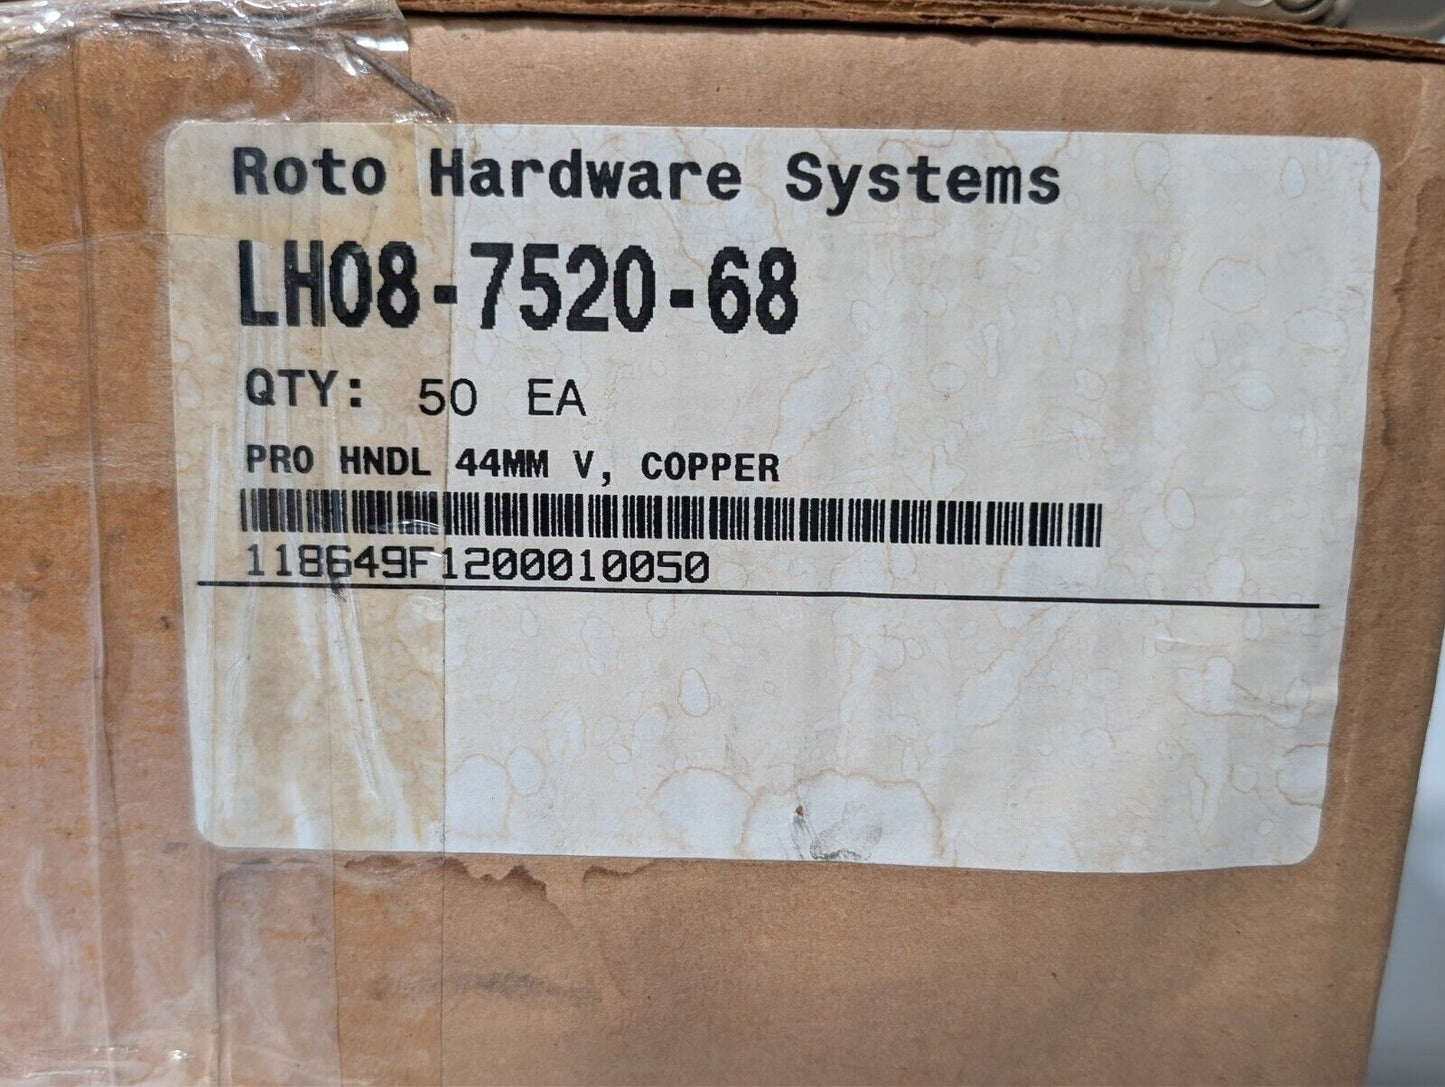 Roto Hardware Systems
LH08-7520-68
QTY: 50 EA
PRO HNDL 44MM V, COPPER
118649F1200010050